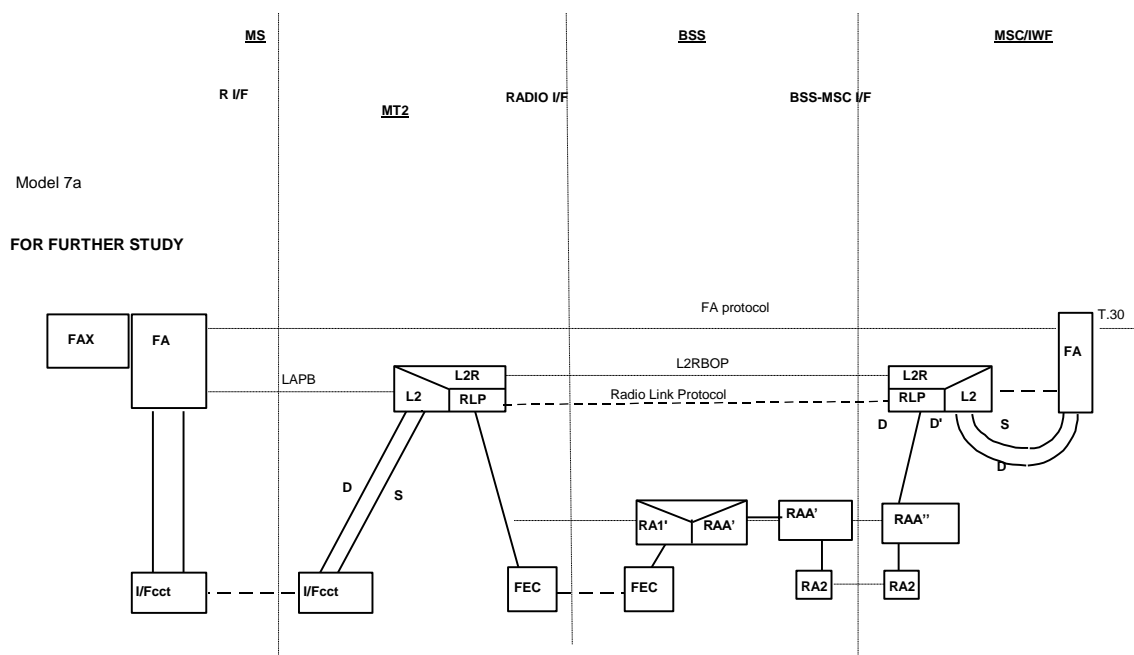 MS BSS MSC/IWF
R I/F RADIO I/F BSS-MSC I/F
MT2
Model 7a
FOR FURTHER STUDY
FA protocol
T.30
FAX FA FA
L2RBOP
L2R L2R
LAPB
Radio Link Protocol
L2 RLP RLP L2
D D' S
D
D S
RA1' RAA' RAA' RAA’’
I/Fcct I/Fcct FEC FEC RA2 RA2